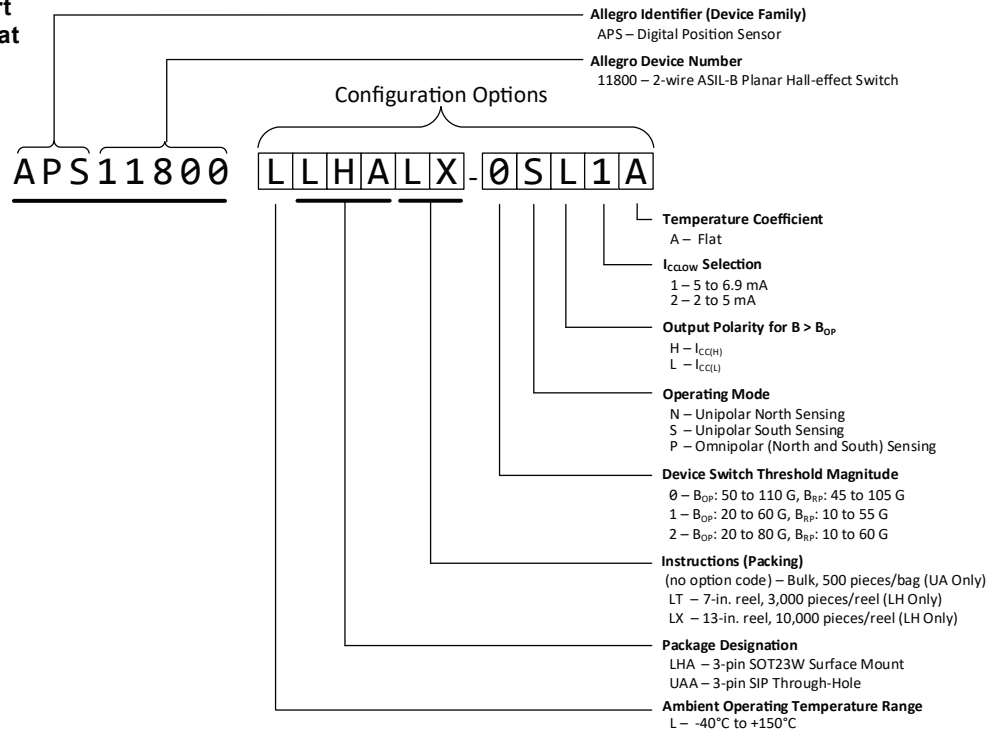 rt
at
Allegro Identifier (Device Family)
APS – Digital Position Sensor
Allegro Device Number
11800 – 2-wire ASIL-B Planar Hall-effect Switch
Configuration Options
APS11800 LLHALX-0SL1A
Temperature Coefficient
A – Flat
ICCLOW Selection
1 – 5 to 6.9 mA
2 – 2 to 5 mA
Output Polarity for B > BOP
H – ICC(H)
L – ICC(L)
Operating Mode
N – Unipolar North Sensing
S – Unipolar South Sensing
P – Omnipolar (North and South) Sensing
Device Switch Threshold Magnitude
0 – BOP: 50 to 110 G, BRP: 45 to 105 G
1 – BOP: 20 to 60 G, BRP: 10 to 55 G
2 – BOP: 20 to 80 G, BRP: 10 to 60 G
Instructions (Packing)
(no option code) – Bulk, 500 pieces/bag (UA Only)
LT – 7-in. reel, 3,000 pieces/reel (LH Only)
LX – 13-in. reel, 10,000 pieces/reel (LH Only)
Package Designation
LHA – 3-pin SOT23W Surface Mount
UAA – 3-pin SIP Through-Hole
Ambient Operating Temperature Range
L – -40°C to +150°C